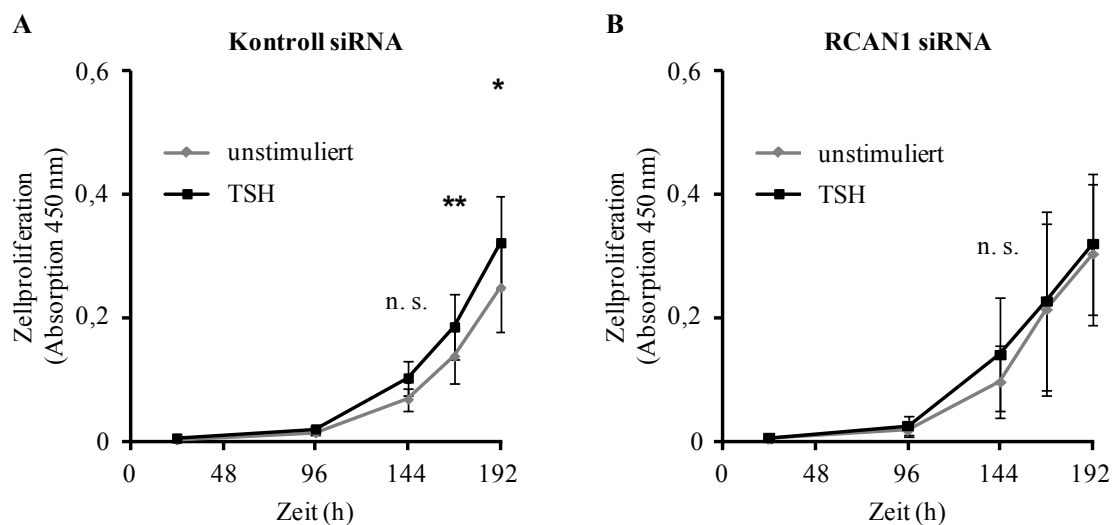 A
Kontroll siRNA
0,6
0,4
0,2
0
Zellproliferation
(Absorption 450 nm)
unstimuliert
TSH
n. s.
**
*
0
48
96
144
192
Zeit (h)
B
RCAN1 siRNA
0,6
0,4
0,2
0
Zellproliferation
(Absorption 450 nm)
unstimuliert
TSH
n. s.
0
48
96
144
192
Zeit (h)